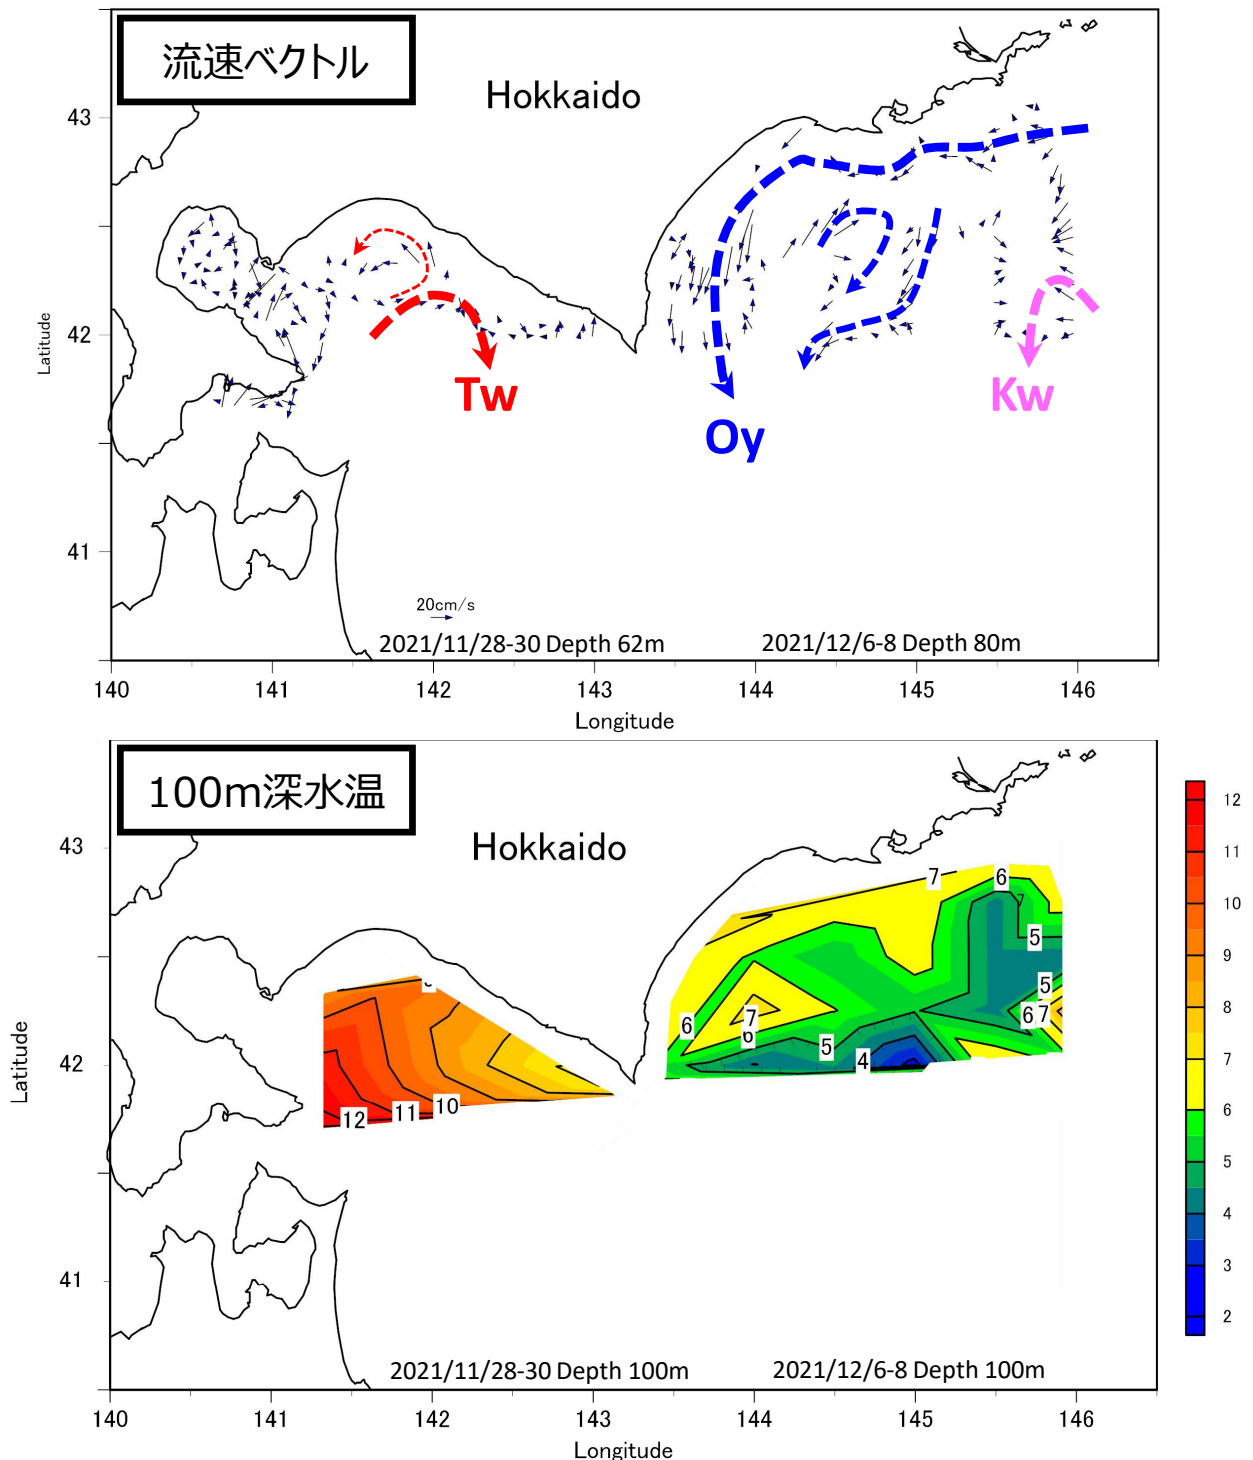 流速ベクトル
Hokkaido
43
42
41
Latitude
Tw
Oy
Kw
20cm/s
2021/11/28-30 Depth 62m
2021/12/6-8 Depth 80m
140
141
142
143
144
145
146
Longitude
100m深水温
Hokkaido
43
42
41
Latitude
12
11
10
7
6
7
5
5
6
7
6
7
6
5
4
12
11
10
9
8
7
6
5
4
3
2
2021/11/28-30 Depth 100m
2021/12/6-8 Depth 100m
140
141
142
143
144
145
146
Longitude